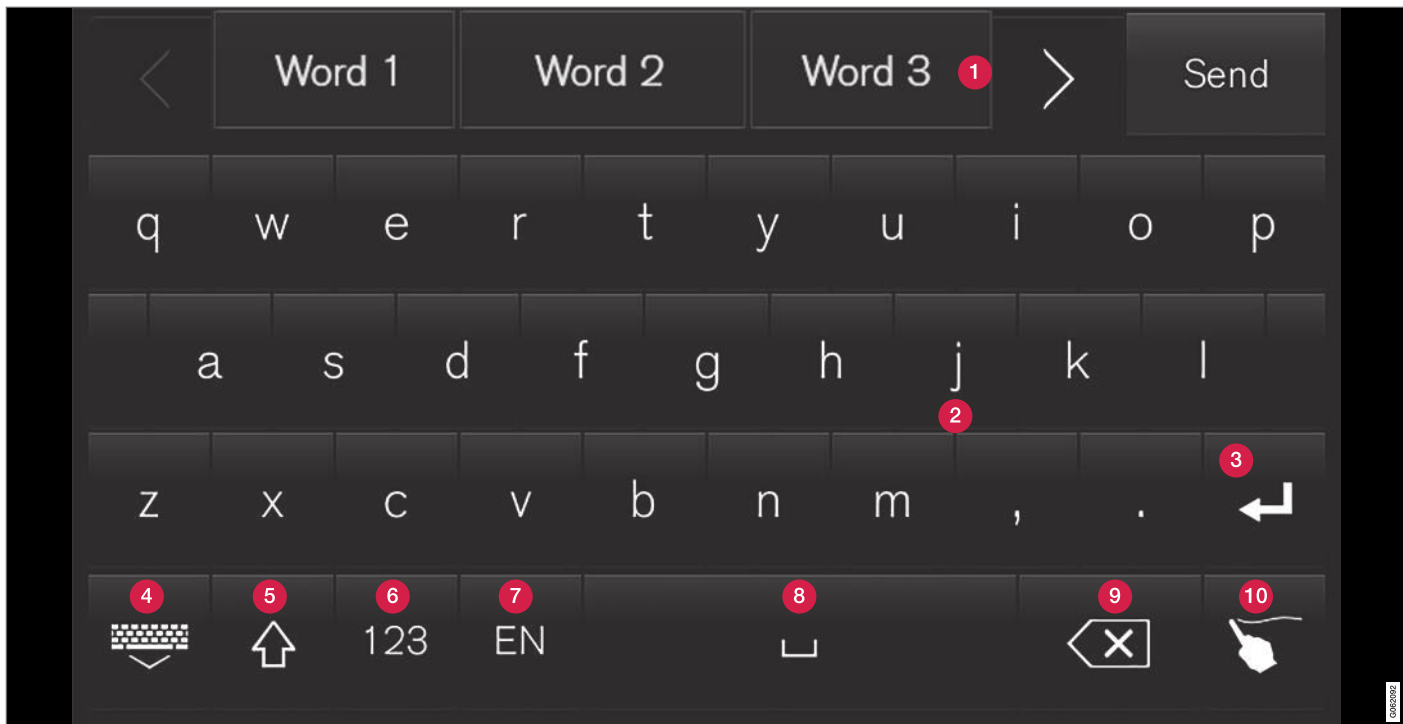 Word 1 Word 2 Word 3 1 Send
q w e r t y u i o p
a s d f g h j k l
2
z x c v b n m , . 3
4 5 6 7 8 9 10
123 EN
G062092